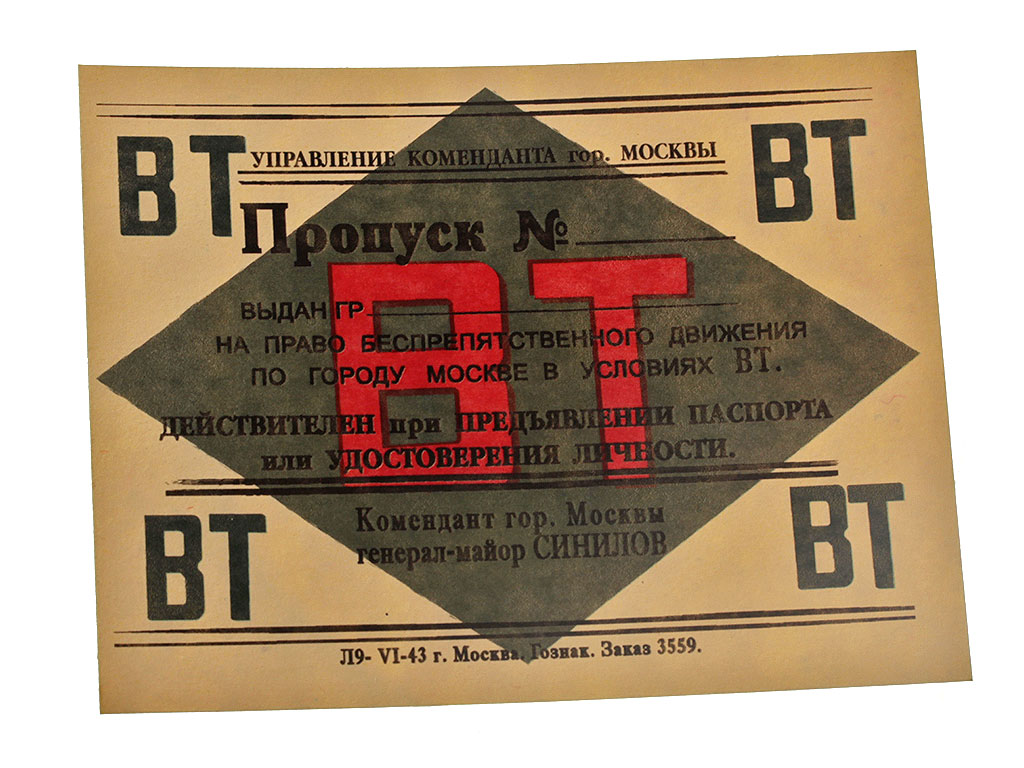 ВТ ВТ
УПРАВЛЕНИЕ КОМЕНДАНТА гор. МОСКВЫ
Пропуск №
ВТ
ВЫДАН ГР
НА ПРАВО БЕСПРЕПЯТСТВЕННОГО ДВИЖЕНИЯ
ПО ГОРОДУ МОСКВЕ В УСЛОВИЯХ ВТ.
ДЕЙСТВИТЕЛЕН при ПРЕДЪЯВЛЕНИИ ПАСПОРТА
или УДОСТОВЕРЕНИЯ ЛИЧНОСТИ.
Комендант гор. Москвы
генерал-майор СИНИЛОВ
ВТ ВТ
Л9- VI-43 г. Москва. Гознак. Заказ 3559.